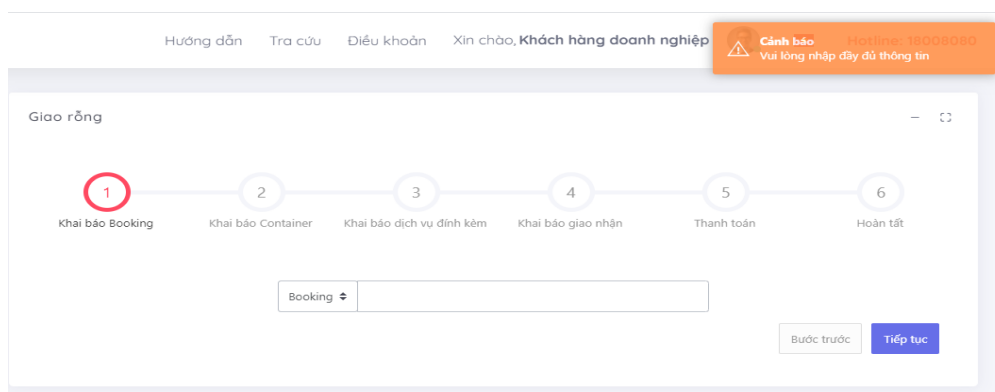 Hướng dẫn Tra cứu Điều khoản Xin chào, Khách hàng doanh nghiệp Hotline: 18008080
Cảnh báo
Vui lòng nhập đầy đủ thông tin
Giao rỗng
1 2 3 4 5 6
Khai báo Booking Khai báo Container Khai báo dịch vụ đính kèm Khai báo giao nhận Thanh toán Hoàn tất
Booking
Bước trước Tiếp tục